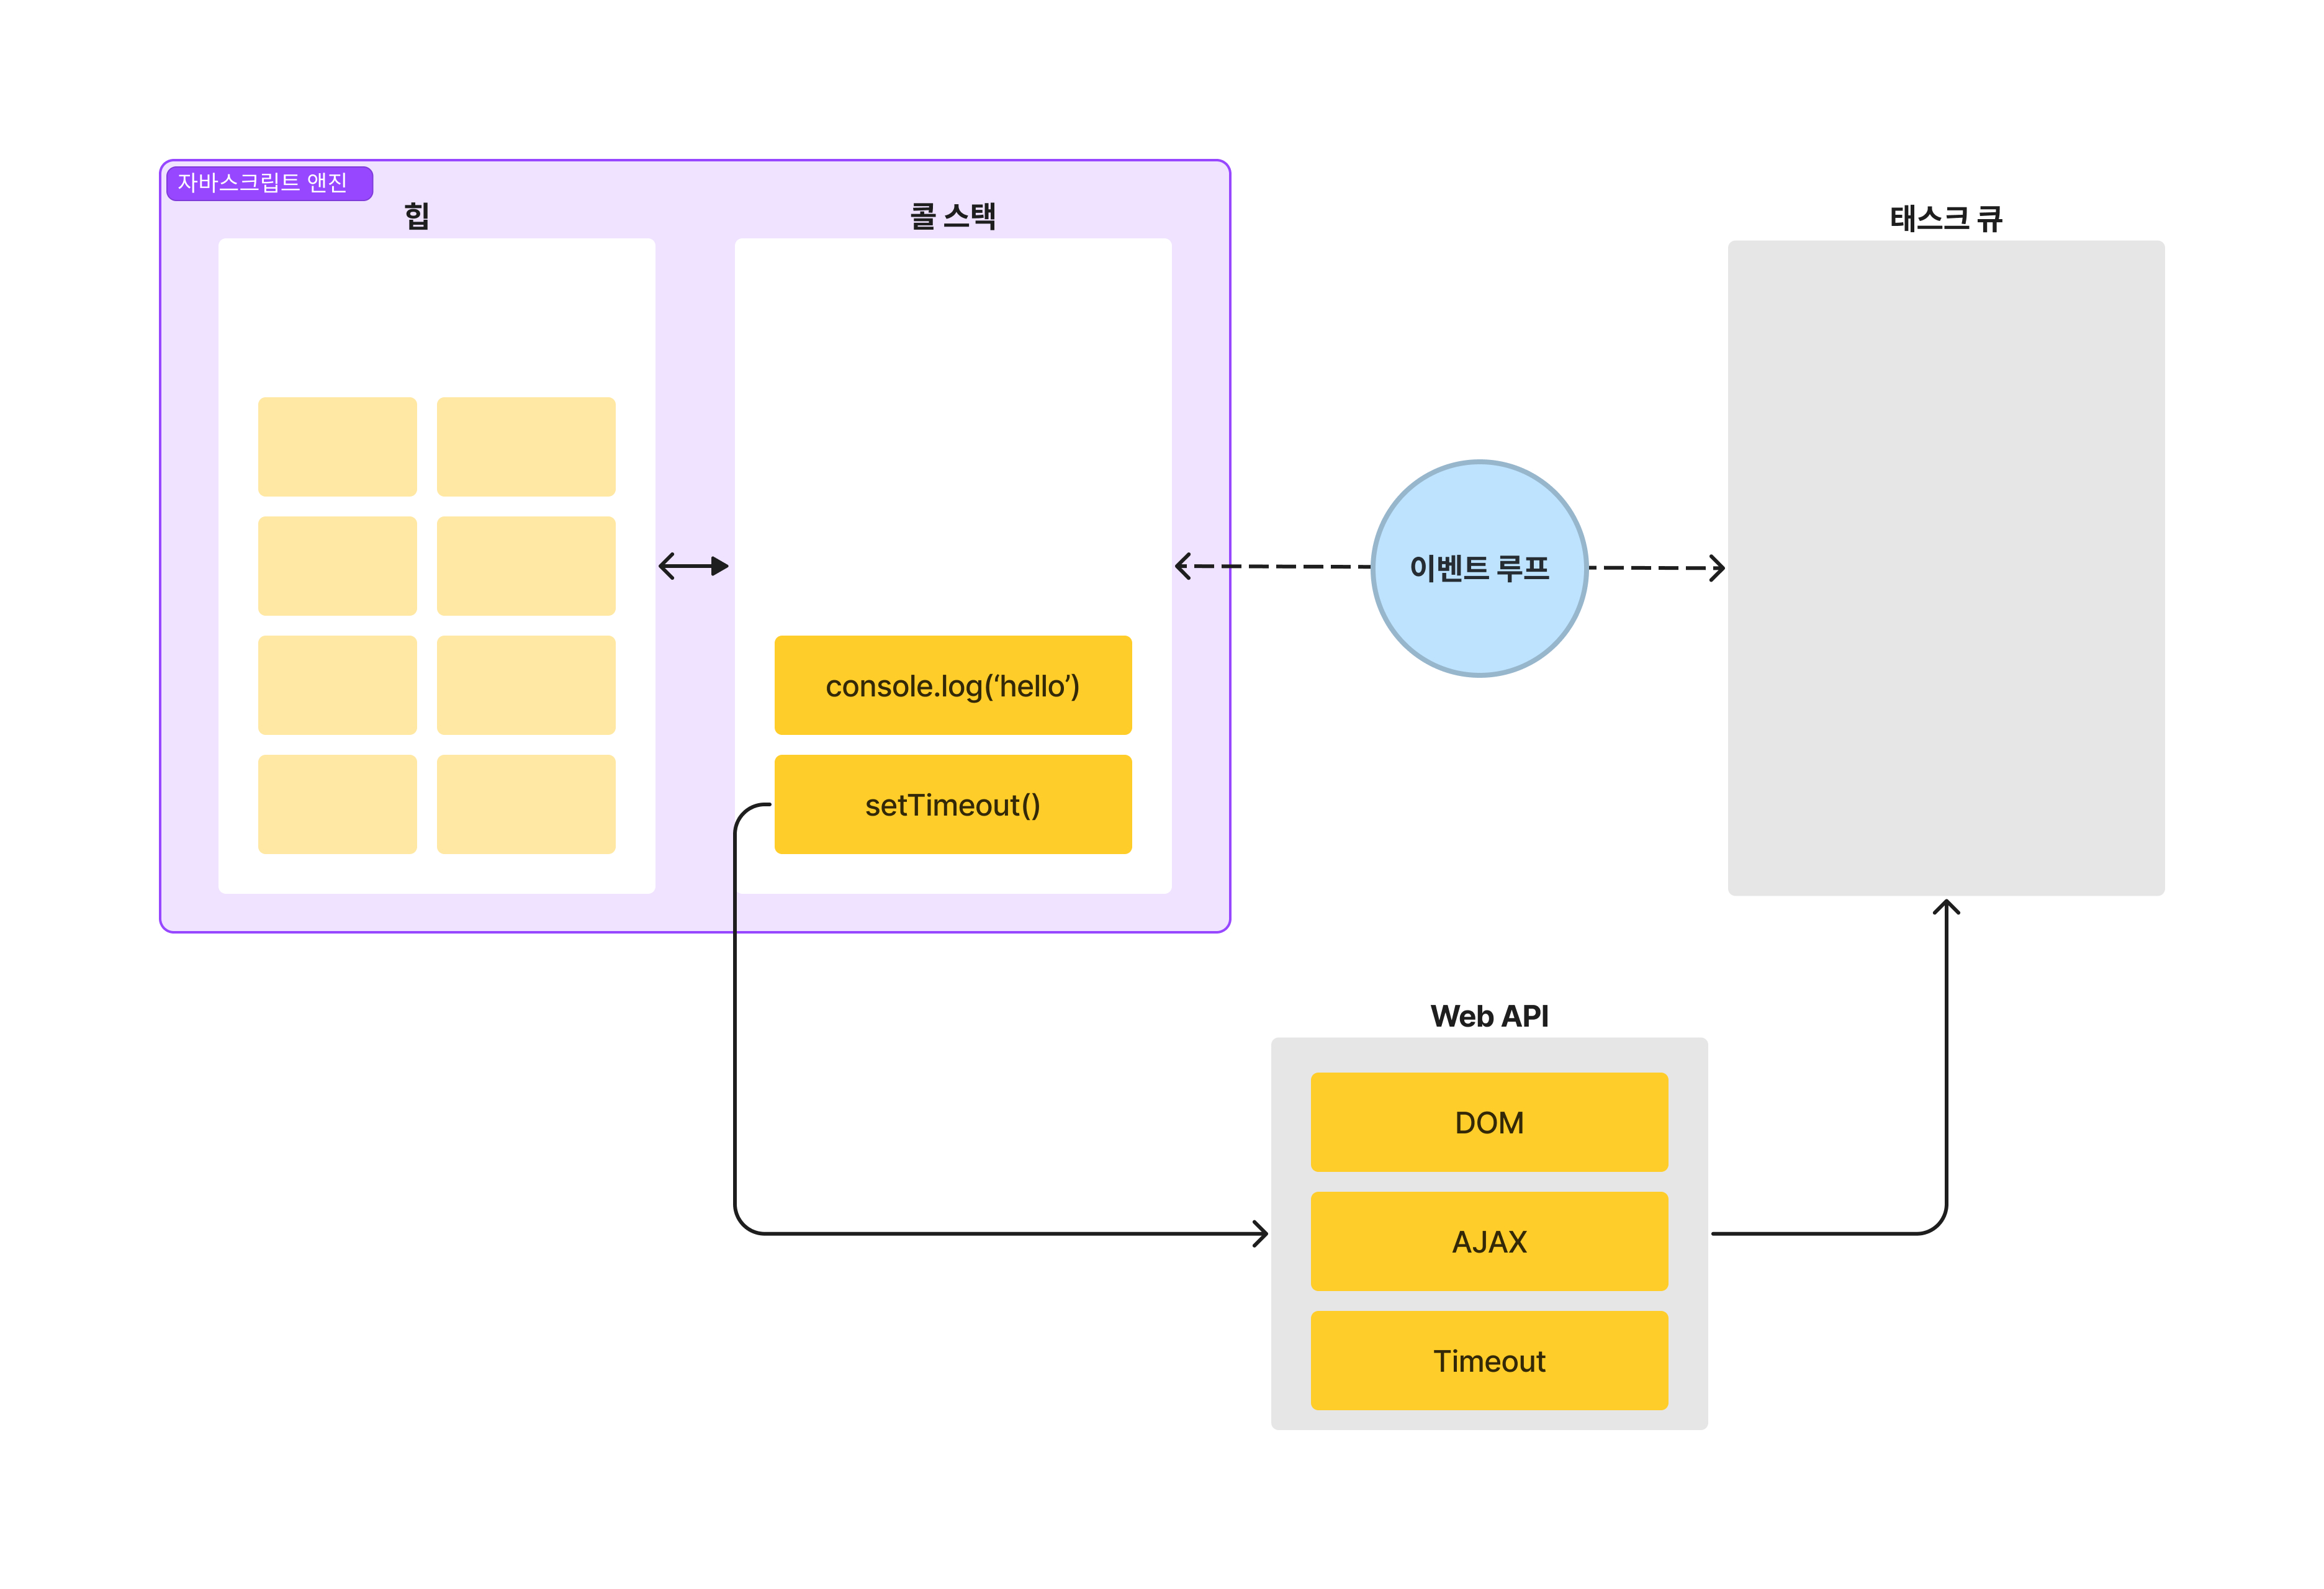 자바스크립트 앤진
힙
콜 스택
태스크 큐
이벤트 루프
console.log(‘hello’)
setTimeout()
Web API
DOM
AJAX
Timeout